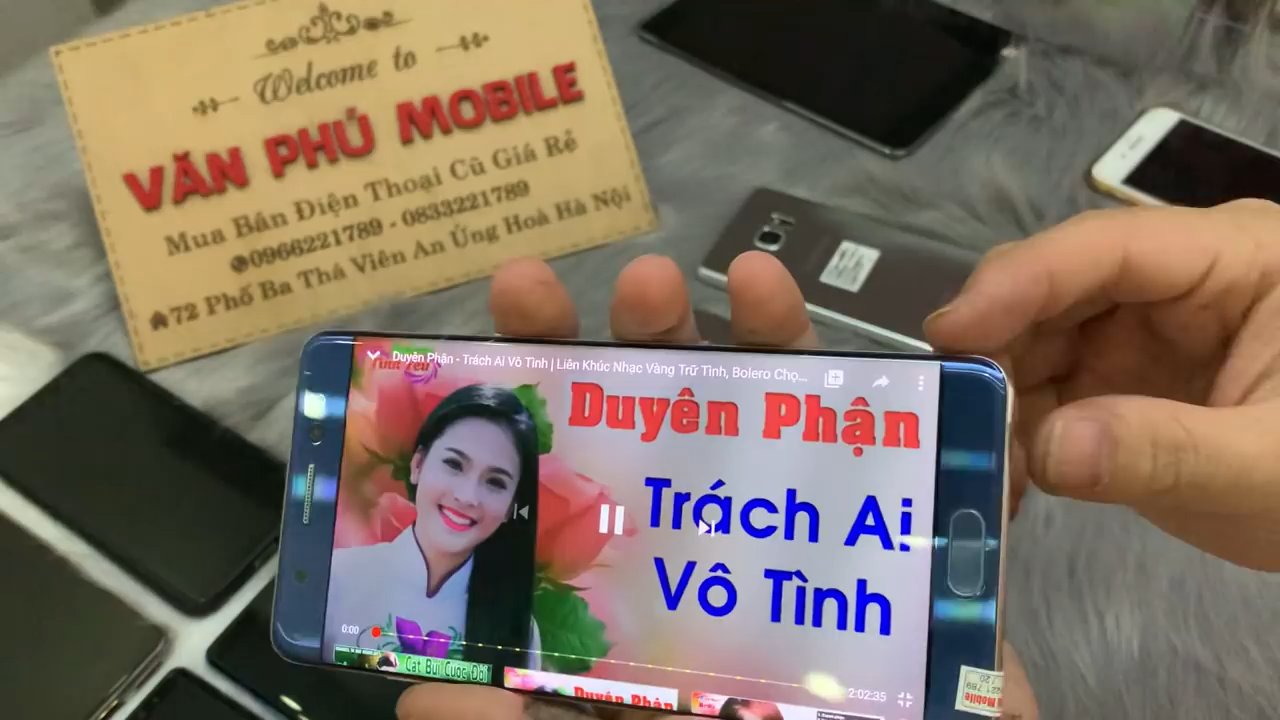 Welcome to
VĂN PHÚ MOBILE
Mua Bán Điện Thoại Cũ Giá Rẻ
0966221789 - 0833221789
72 Phố Ba Thá Viên An Ứng Hoà Hà Nội
Duyên Phận - Trách Ai Vô Tình | Liên Khúc Nhạc Vàng Trữ Tình, Bolero Chọ...
Duyên Phận
Trách Ai
Vô Tình
0:00
2:02:35
Cát Bụi Cuộc Đời
Duyên Phận